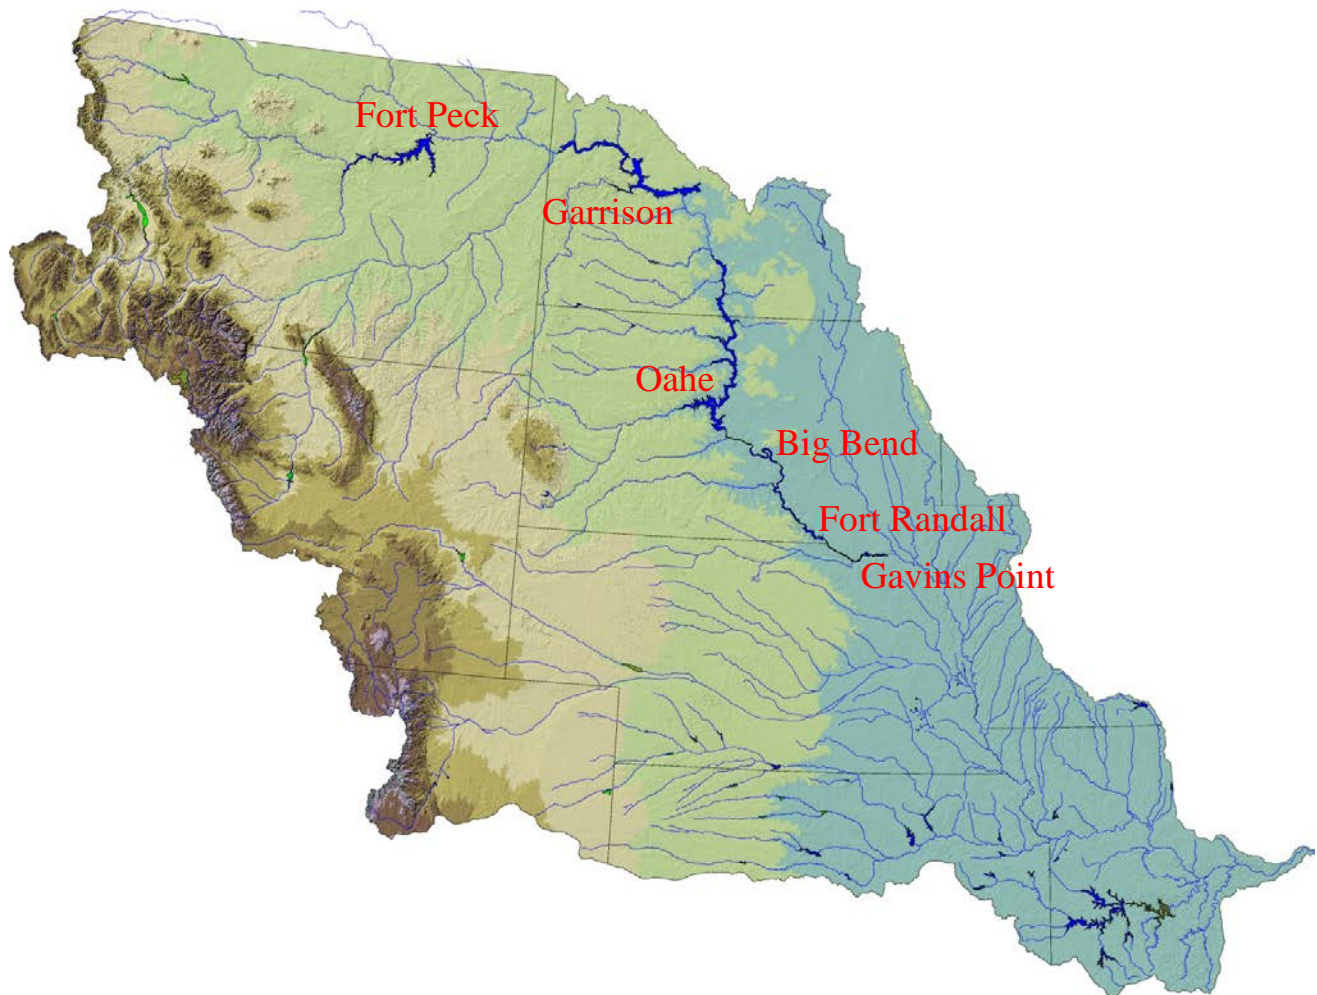 Fort Peck
Garrison
Oahe
Big Bend
Fort Randall
Gavins Point